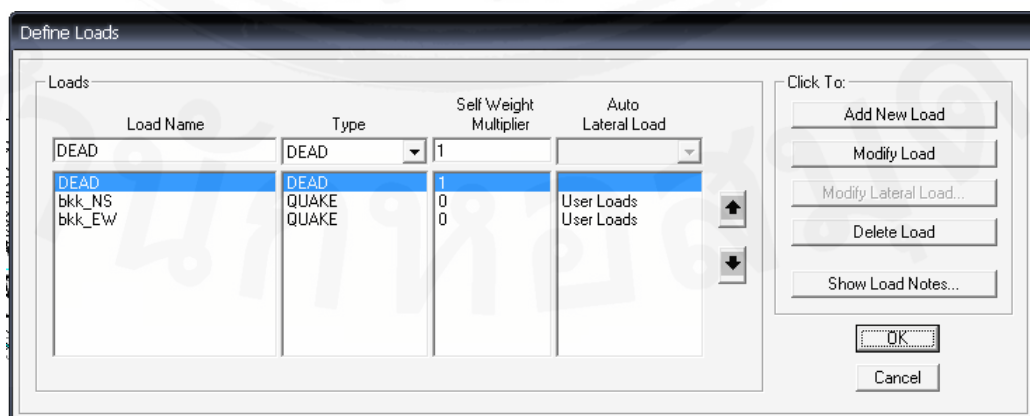 Define Loads
Loads
Load Name Type Self Weight Multiplier Auto Lateral Load
DEAD DEAD 1
DEAD DEAD 1
bkk_NS QUAKE 0 User Loads
bkk_EW QUAKE 0 User Loads
Click To:
Add New Load
Modify Load
Modify Lateral Load...
Delete Load
Show Load Notes...
OK
Cancel